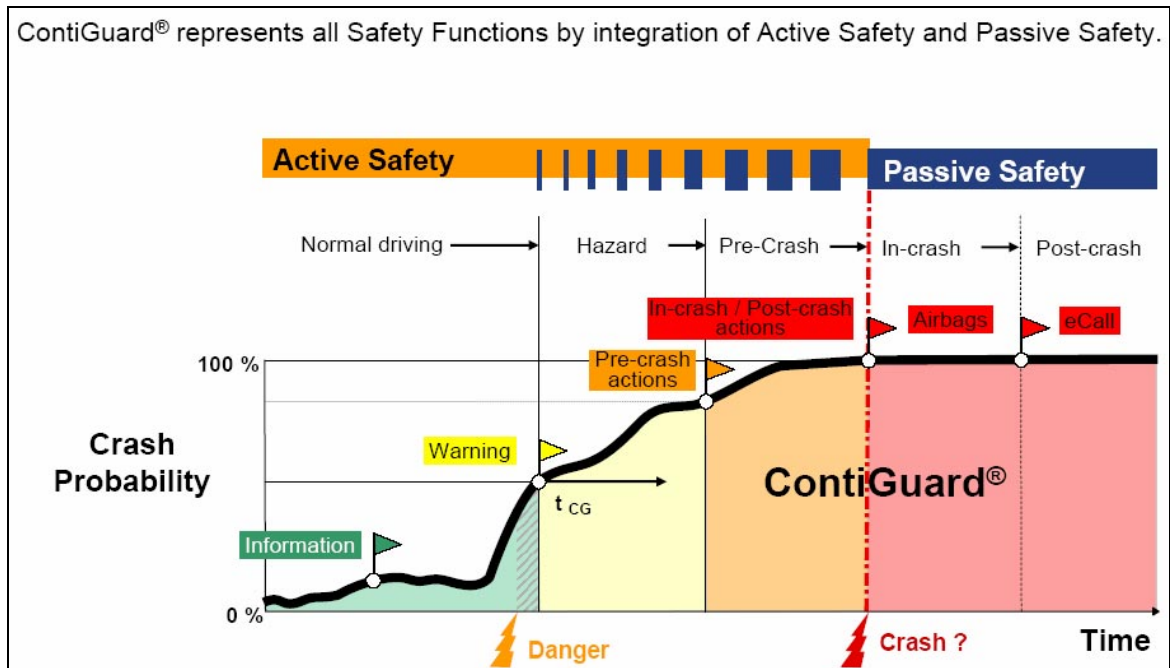 ContiGuard® represents all Safety Functions by integration of Active Safety and Passive Safety.
Active Safety
Passive Safety
Normal driving
Hazard
Pre-Crash
In-crash
Post-crash
In-crash / Post-crash
actions
Airbags
eCall
100 %
Pre-crash
actions
Crash
Probability
Warning
ContiGuard®
t CG
Information
0 %
Danger
Crash ?
Time